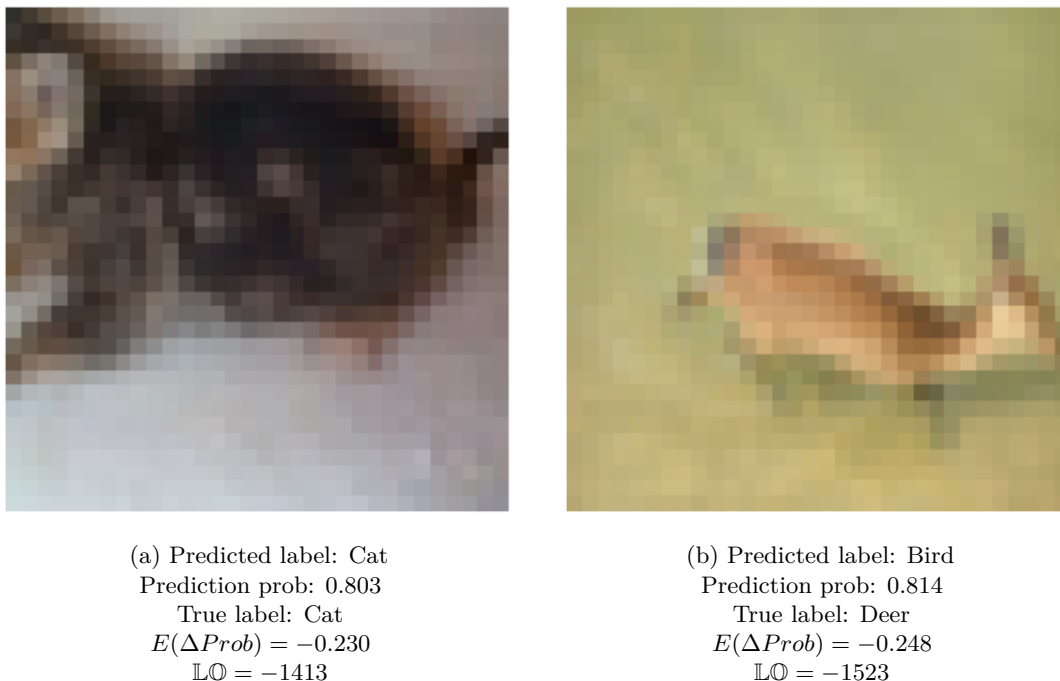 (a) Predicted label: Cat
Prediction prob: 0.803
True label: Cat
E(ΔProb) = −0.230
𝕃𝕆 = −1413
(b) Predicted label: Bird
Prediction prob: 0.814
True label: Deer
E(ΔProb) = −0.248
𝕃𝕆 = −1523